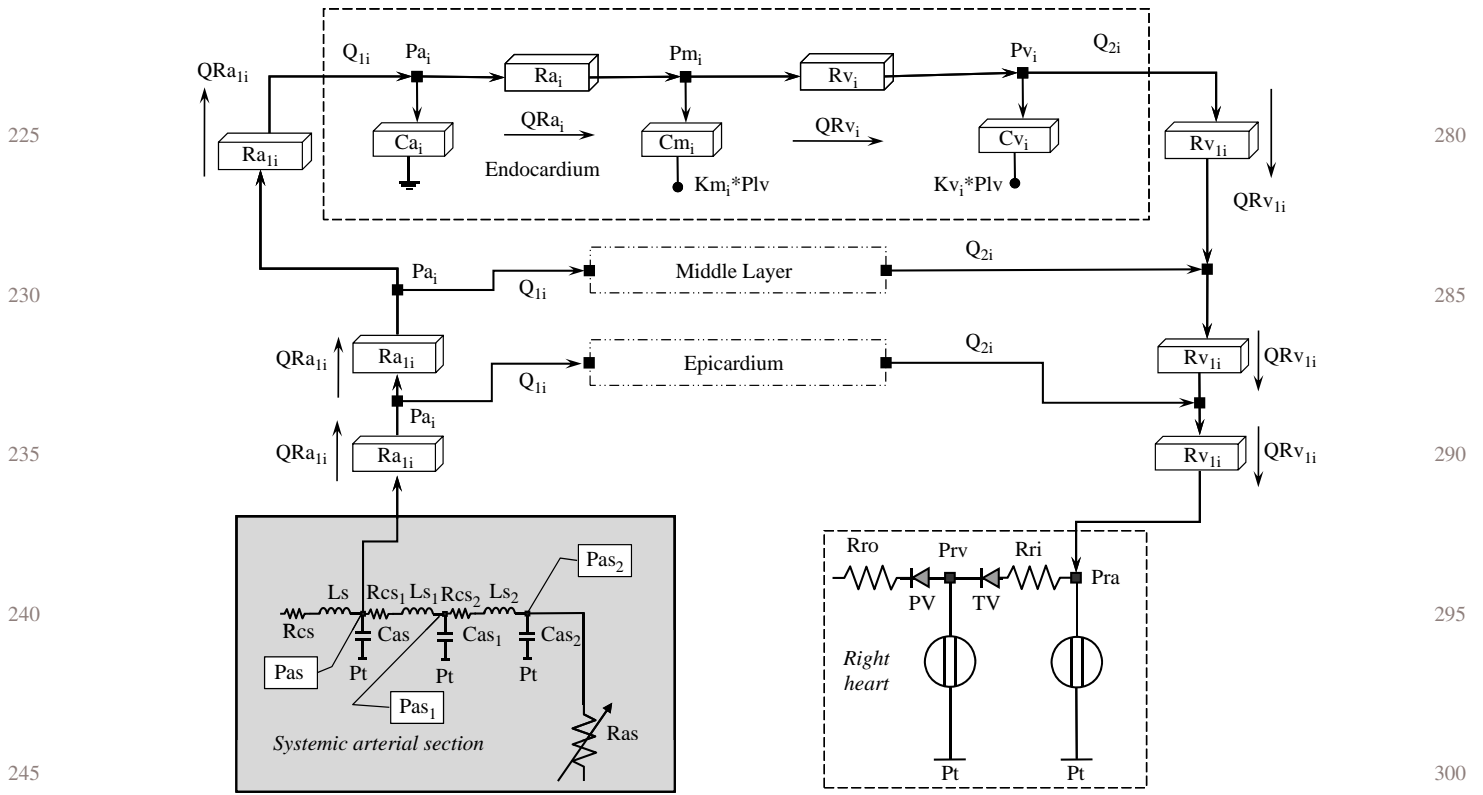 Q1i Pai Pmi Pvi Q2i
QRa1i
Rai Rvi
225 280
Ra1i Cai QRai Cmi QRvi Cvi Rv1i
Endocardium Kmi*Plv Kvi*Plv
QRv1i
Pai Middle Layer Q2i
Q1i
230 285
QRa1i Ra1i Epicardium Q2i Rv1i QRv1i
Q1i
Pai
235 290
QRa1i Ra1i Rv1i QRv1i
Pas2
Rro Prv Rri
Pra
PV TV
Ls Rcs1 Ls1 Rcs2 Ls2
240 295
Rcs Cas Cas1 Cas2
Pas Pt Pt Pt
Pas1
Right
heart
Ras
Systemic arterial section
245 300
Pt Pt